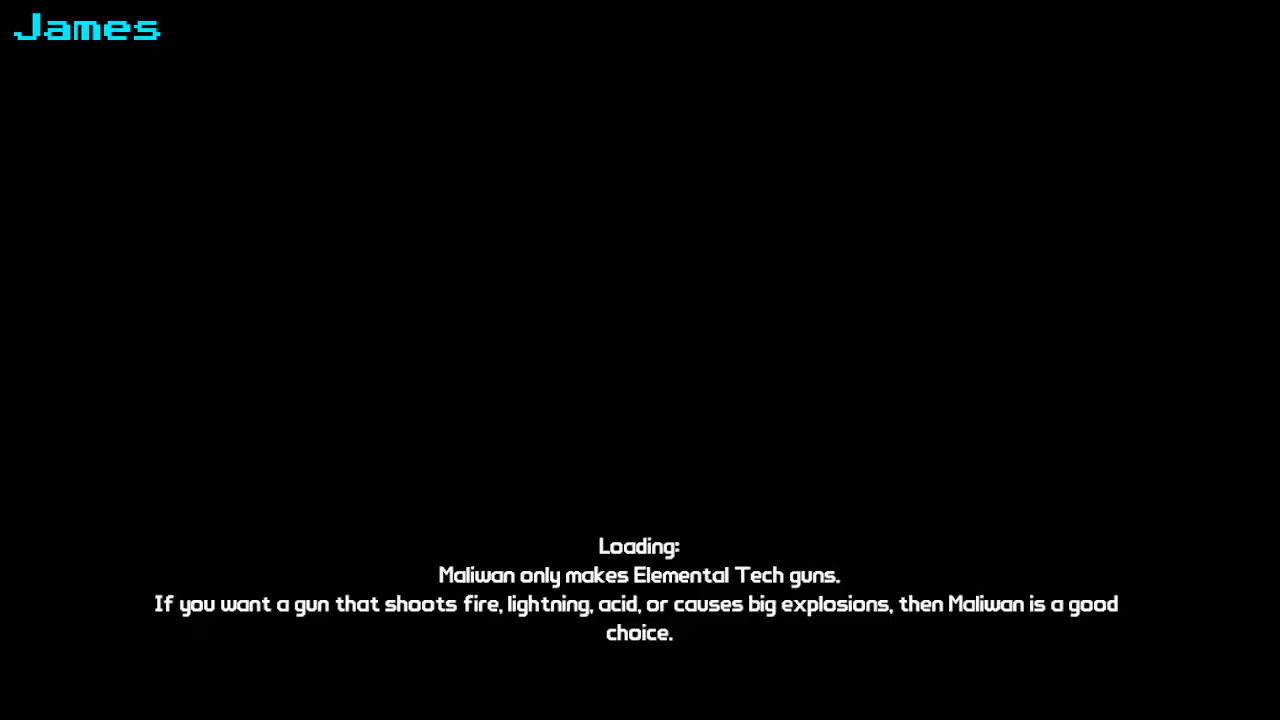 James
Loading:
Maliwan only makes Elemental Tech guns.
If you want a gun that shoots fire, lightning, acid, or causes big explosions, then Maliwan is a good
choice.